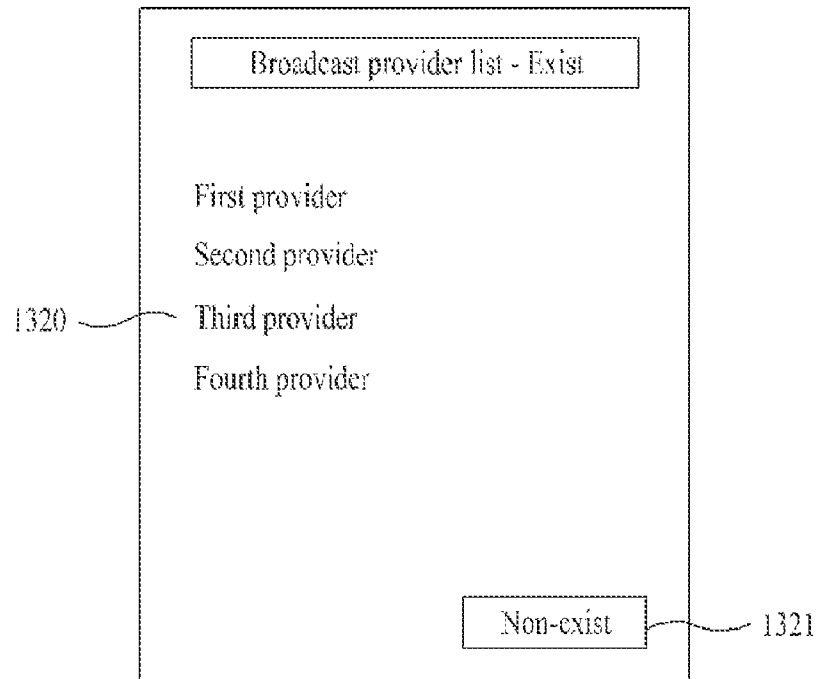 Broadcast provider list - Exist
First provider
Second provider
1320 Third provider
Fourth provider
Non-exist 1321